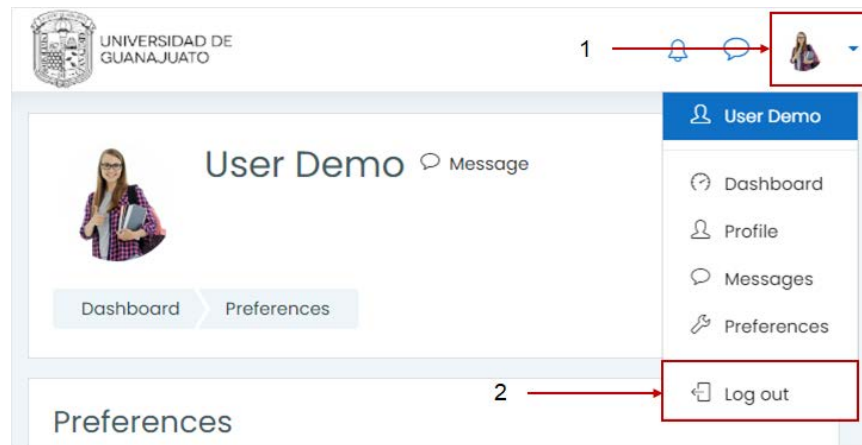 UNIVERSIDAD DE
GUANAJUATO
1
User Demo
User Demo
Message
Dashboard
Profile
Messages
Preferences
Dashboard
Preferences
2
Log out
Preferences